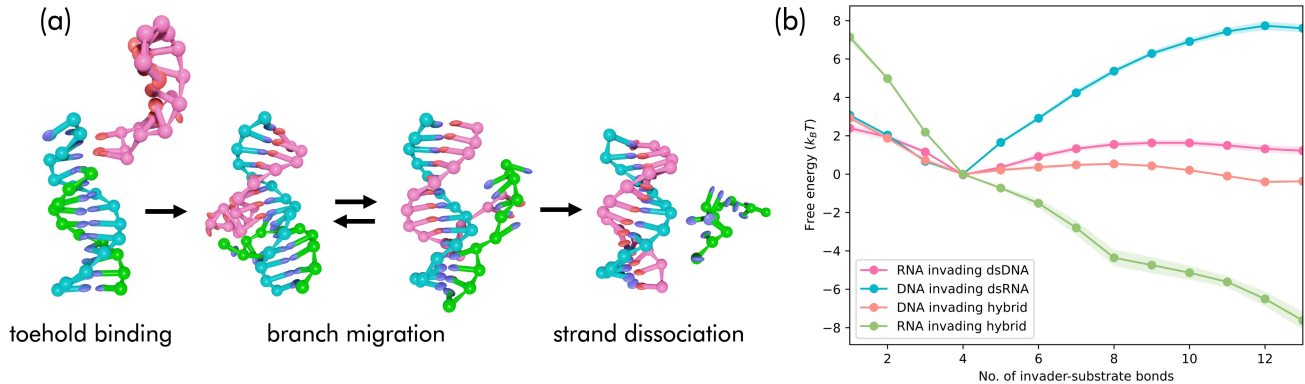 (a)
toehold binding
branch migration
strand dissociation
(b)
Free energy (k_BT)
8
6
4
2
0
−2
−4
−6
−8
RNA invading dsDNA
DNA invading dsRNA
DNA invading hybrid
RNA invading hybrid
2 4 6 8 10 12
No. of invader-substrate bonds